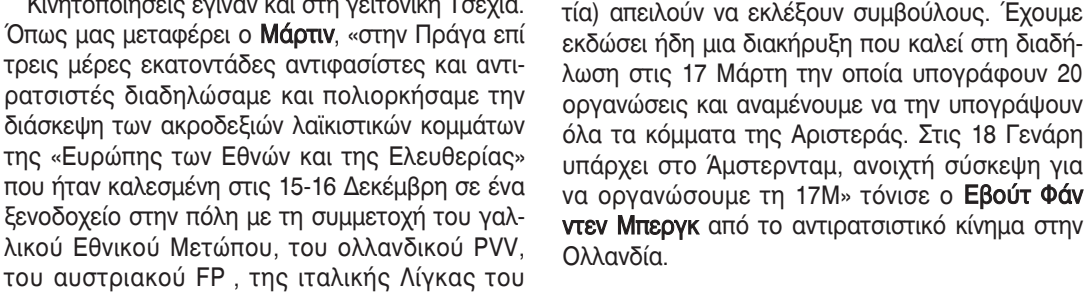 Κινητοποιήσεις έγιναν και στη γειτονική Τσεχία.
Όπως μας μεταφέρει ο Μάρτιν, «στην Πράγα επί
τρεις μέρες εκατοντάδες αντιφασίστες και αντι-
ρατσιστές διαδηλώσαμε και πολιορκήσαμε την
διάσκεψη των ακροδεξιών λαϊκιστικών κομμάτων
της «Ευρώπης των Εθνών και της Ελευθερίας»
που ήταν καλεσμένη στις 15-16 Δεκέμβρη σε ένα
ξενοδοχείο στην πόλη με τη συμμετοχή του γαλ-
λικού Εθνικού Μετώπου, του ολλανδικού PVV,
του αυστριακού FP , της ιταλικής Λίγκας του
τία) απειλούν να εκλέξουν συμβούλους. Έχουμε
εκδώσει ήδη μια διακήρυξη που καλεί στη διαδή-
λωση στις 17 Μάρτη την οποία υπογράφουν 20
οργανώσεις και αναμένουμε να την υπογράψουν
όλα τα κόμματα της Αριστεράς. Στις 18 Γενάρη
υπάρχει στο Άμστερνταμ, ανοιχτή σύσκεψη για
να οργανώσουμε τη 17Μ» τόνισε ο Εβούτ Φάν
ντεν Μπεργκ από το αντιρατσιστικό κίνημα στην
Ολλανδία.